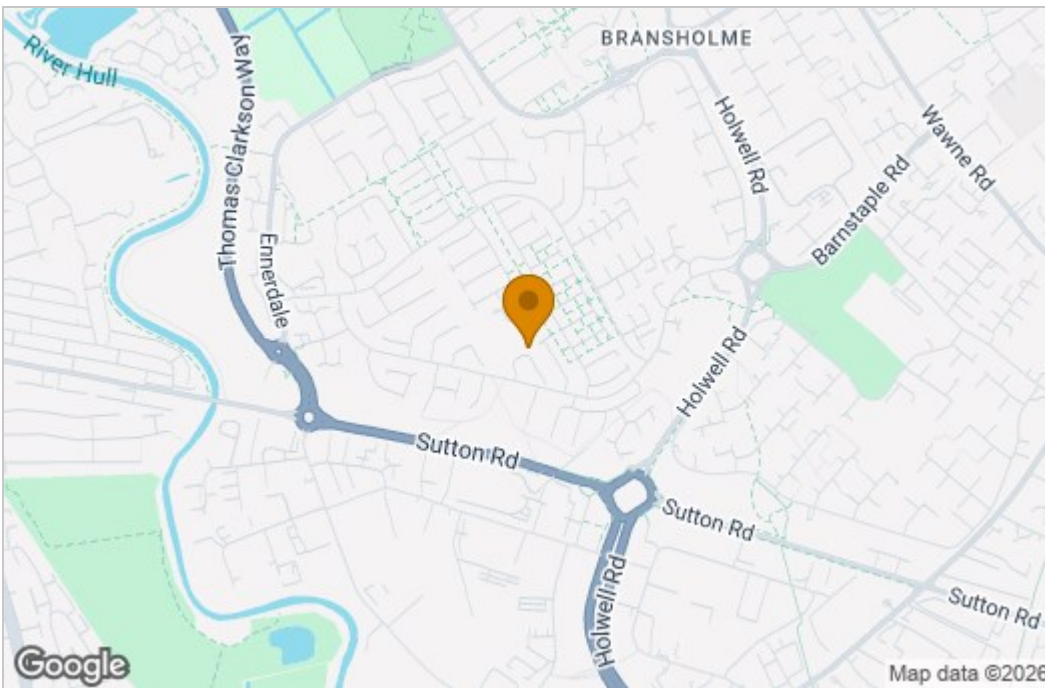 BRANSHOLME
River Hull
Thomas Clarkson Way
Holwell Rd
Wawne Rd
Barnstaple Rd
Ennerdale
Holwell Rd
Sutton Rd
Sutton Rd
Sutton Rd
Holwell Rd
Google
Map data ©2026